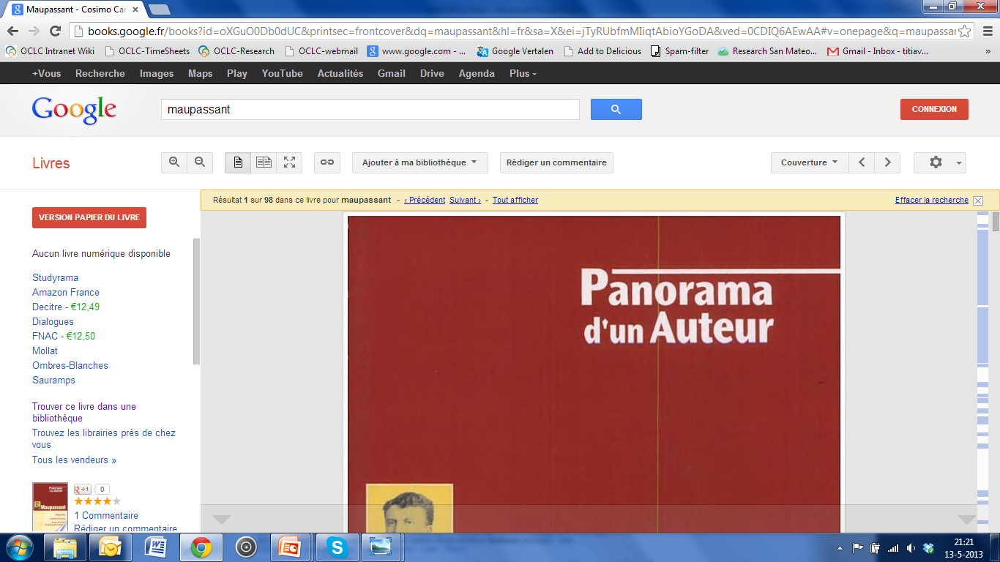 Maupassant - Cosimo Car
books.google.fr/books?id=oXGuO0Db0dUC&printsec=frontcover&dq=maupassant&hl=fr&sa=X&ei=jTyRUbfmMIiqtAbioYGoDA&ved=0CDIQ6AEwAA#v=onepage&q=maupassar
OCLC Intranet Wiki OCLC-TimeSheets OCLC-Research OCLC-webmail www.google.com - ... Google Vertalen Add to Delicious Spam-filter Research San Mateo... Gmail - Inbox - titiav... »
+Vous Recherche Images Maps Play YouTube Actualités Gmail Drive Agenda Plus
Google maupassant CONNEXION
Livres Ajouter à ma bibliothèque Rédiger un commentaire Couverture
Résultat 1 sur 98 dans ce livre pour maupassant - ‹ Précédent Suivant › - Tout afficher Effacer la recherche
VERSION PAPIER DU LIVRE
Aucun livre numérique disponible
Studyrama
Amazon France
Decitre - €12,49
Dialogues
FNAC - €12,50
Mollat
Ombres-Blanches
Sauramps
Trouver ce livre dans une
bibliothèque
Trouvez les librairies près de chez
vous
Tous les vendeurs »
g +1 0
1 Commentaire
Rédiger un commentaire
Panorama
d'un Auteur
Maupassant
Panorama
d'un Auteur
21:21
13-5-2013